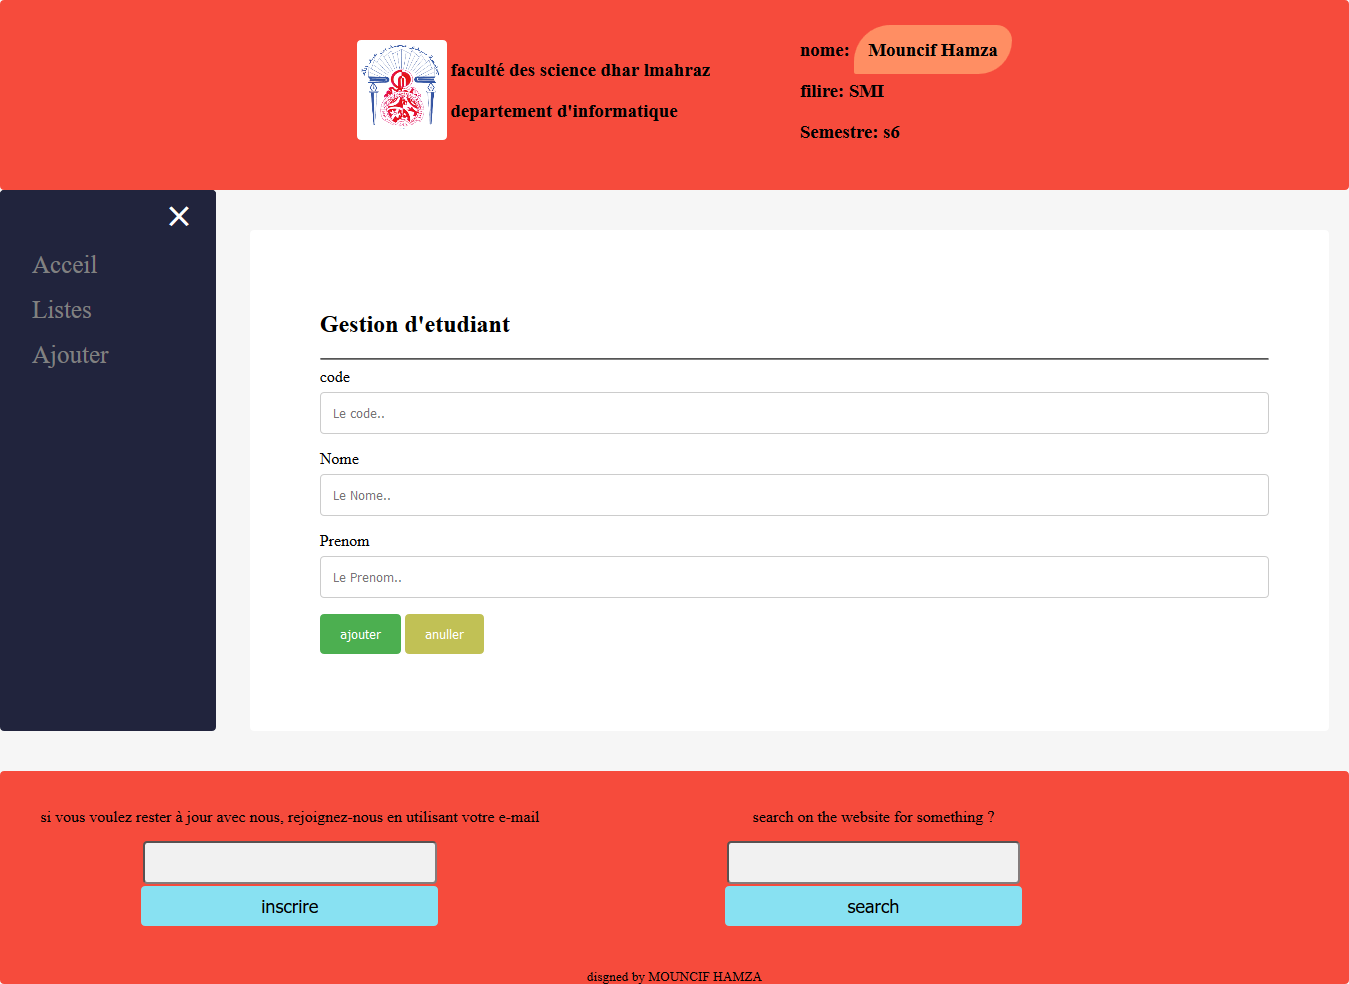 faculté des science dhar lmahraz
departement d'informatique
nome: Mouncif Hamza
filire: SMI
Semestre: s6
×
Acceil
Listes
Ajouter
Gestion d'etudiant
code
Le code..
Nome
Le Nome..
Prenom
Le Prenom..
ajouter anuller
si vous voulez rester à jour avec nous, rejoignez-nous en utilisant votre e-mail
inscrire
search on the website for something ?
search
disgned by MOUNCIF HAMZA